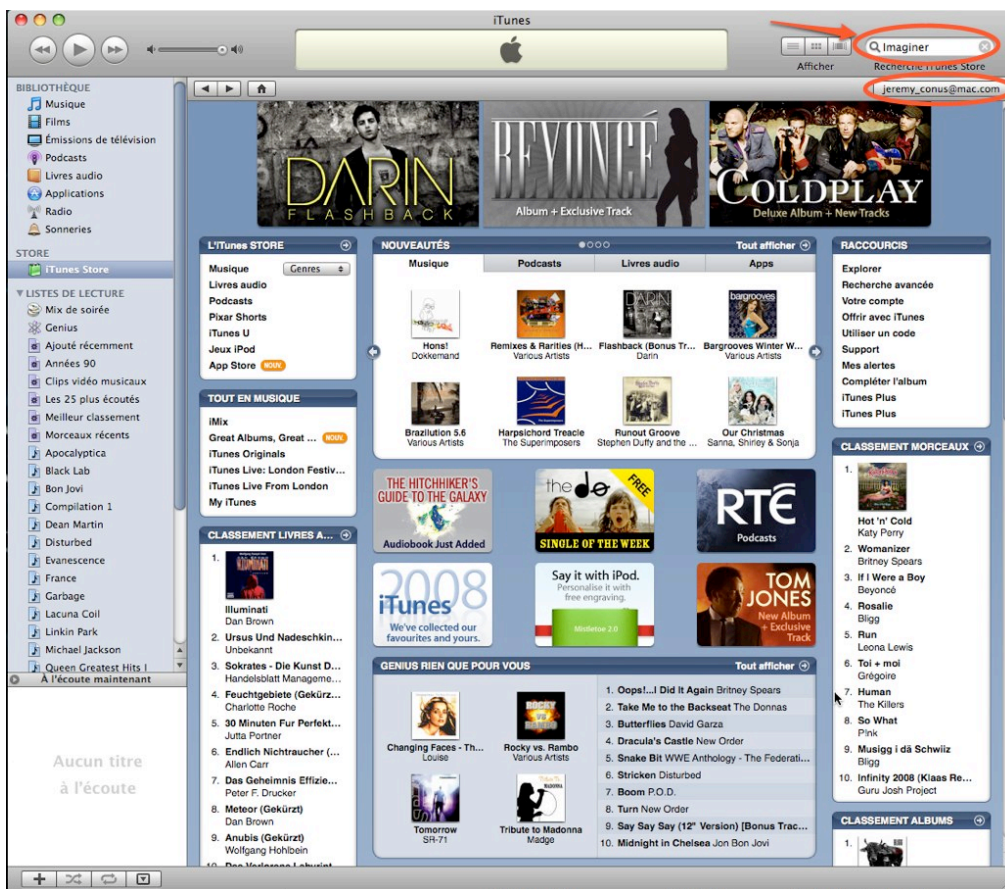 iTunes
Imaginer
Afficher
Recherche iTunes Store
jeremy_conus@mac.com
BIBLIOTHÈQUE
Musique
Films
Émissions de télévision
Podcasts
Livres audio
Applications
Radio
Sonneries
STORE
iTunes Store
LISTES DE LECTURE
Mix de soirée
Genius
Ajouté récemment
Années 90
Clips vidéo musicaux
Les 25 plus écoutés
Meilleur classement
Morceaux récents
Apocalyptica
Black Lab
Bon Jovi
Compilation 1
Dean Martin
Disturbed
Evanescence
France
Garbage
Lacuna Coil
Linkin Park
Michael Jackson
Queen Greatest Hits I
À l'écoute maintenant
Aucun titre
à l'écoute
DARIN
FLASHBACK
BEYONCÉ
Album + Exclusive Track
COLDPLAY
Deluxe Album + New Tracks
L'iTunes STORE
Musique Genres
Livres audio
Podcasts
Pixar Shorts
iTunes U
Jeux iPod
App Store NOUV.
TOUT EN MUSIQUE
iMix
Great Albums, Great ... NOUV.
iTunes Originals
iTunes Live: London Festiv...
iTunes Live From London
My iTunes
CLASSEMENT LIVRES A...
1.
Illuminati
Dan Brown
2. Ursus Und Nadeschkin...
Unbekannt
3. Sokrates - Die Kunst D...
Handelsblatt Manageme...
4. Feuchtgebiete (Gekürz...
Charlotte Roche
5. 30 Minuten Fur Perfekt...
Jutta Portner
6. Endlich Nichtraucher (...
Allen Carr
7. Das Geheimnis Effizie...
Peter F. Drucker
8. Meteor (Gekürzt)
Dan Brown
9. Anubis (Gekürzt)
Wolfgang Hohlbein
NOUVEAUTÉS Tout afficher
Musique Podcasts Livres audio Apps
Hons!
Dokkemand
Remixes & Rarities (H...
Various Artists
Flashback (Bonus Tr...
Darin
Bargrooves Winter W...
Various Artists
Brazilution 5.6
Various Artists
Harpsichord Treacle
The Superimposers
Runout Groove
Stephen Duffy and the ...
Our Christmas
Sanna, Shirley & Sonja
THE HITCHHIKER'S
GUIDE TO THE GALAXY
Audiobook Just Added
the dø FREE
SINGLE OF THE WEEK
RTÉ
Podcasts
2008
iTunes
We've collected our
favourites and yours.
Say it with iPod.
Personalise it with
free engraving.
Mistletoe 2.0
TOM
JONES
New Album
+ Exclusive
Track
GENIUS RIEN QUE POUR VOUS Tout afficher
Changing Faces - Th...
Louise
Rocky vs. Rambo
Various Artists
Tomorrow
SR-71
Tribute to Madonna
Madge
1. Oops!...I Did It Again Britney Spears
2. Take Me to the Backseat The Donnas
3. Butterflies David Garza
4. Dracula's Castle New Order
5. Snake Bit WWE Anthology - The Federati...
6. Stricken Disturbed
7. Boom P.O.D.
8. Turn New Order
9. Say Say Say (12" Version) [Bonus Trac...
10. Midnight in Chelsea Jon Bon Jovi
RACCOURCIS
Explorer
Recherche avancée
Votre compte
Offrir avec iTunes
Utiliser un code
Support
Mes alertes
Compléter l'album
iTunes Plus
iTunes Plus
CLASSEMENT MORCEAUX
1.
Hot 'n' Cold
Katy Perry
2. Womanizer
Britney Spears
3. If I Were a Boy
Beyoncé
4. Rosalie
Bligg
5. Run
Leona Lewis
6. Toi + moi
Grégoire
7. Human
The Killers
8. So What
P!nk
9. Musigg i dä Schwiiz
Bligg
10. Infinity 2008 (Klaas Re...
Guru Josh Project
CLASSEMENT ALBUMS
1.